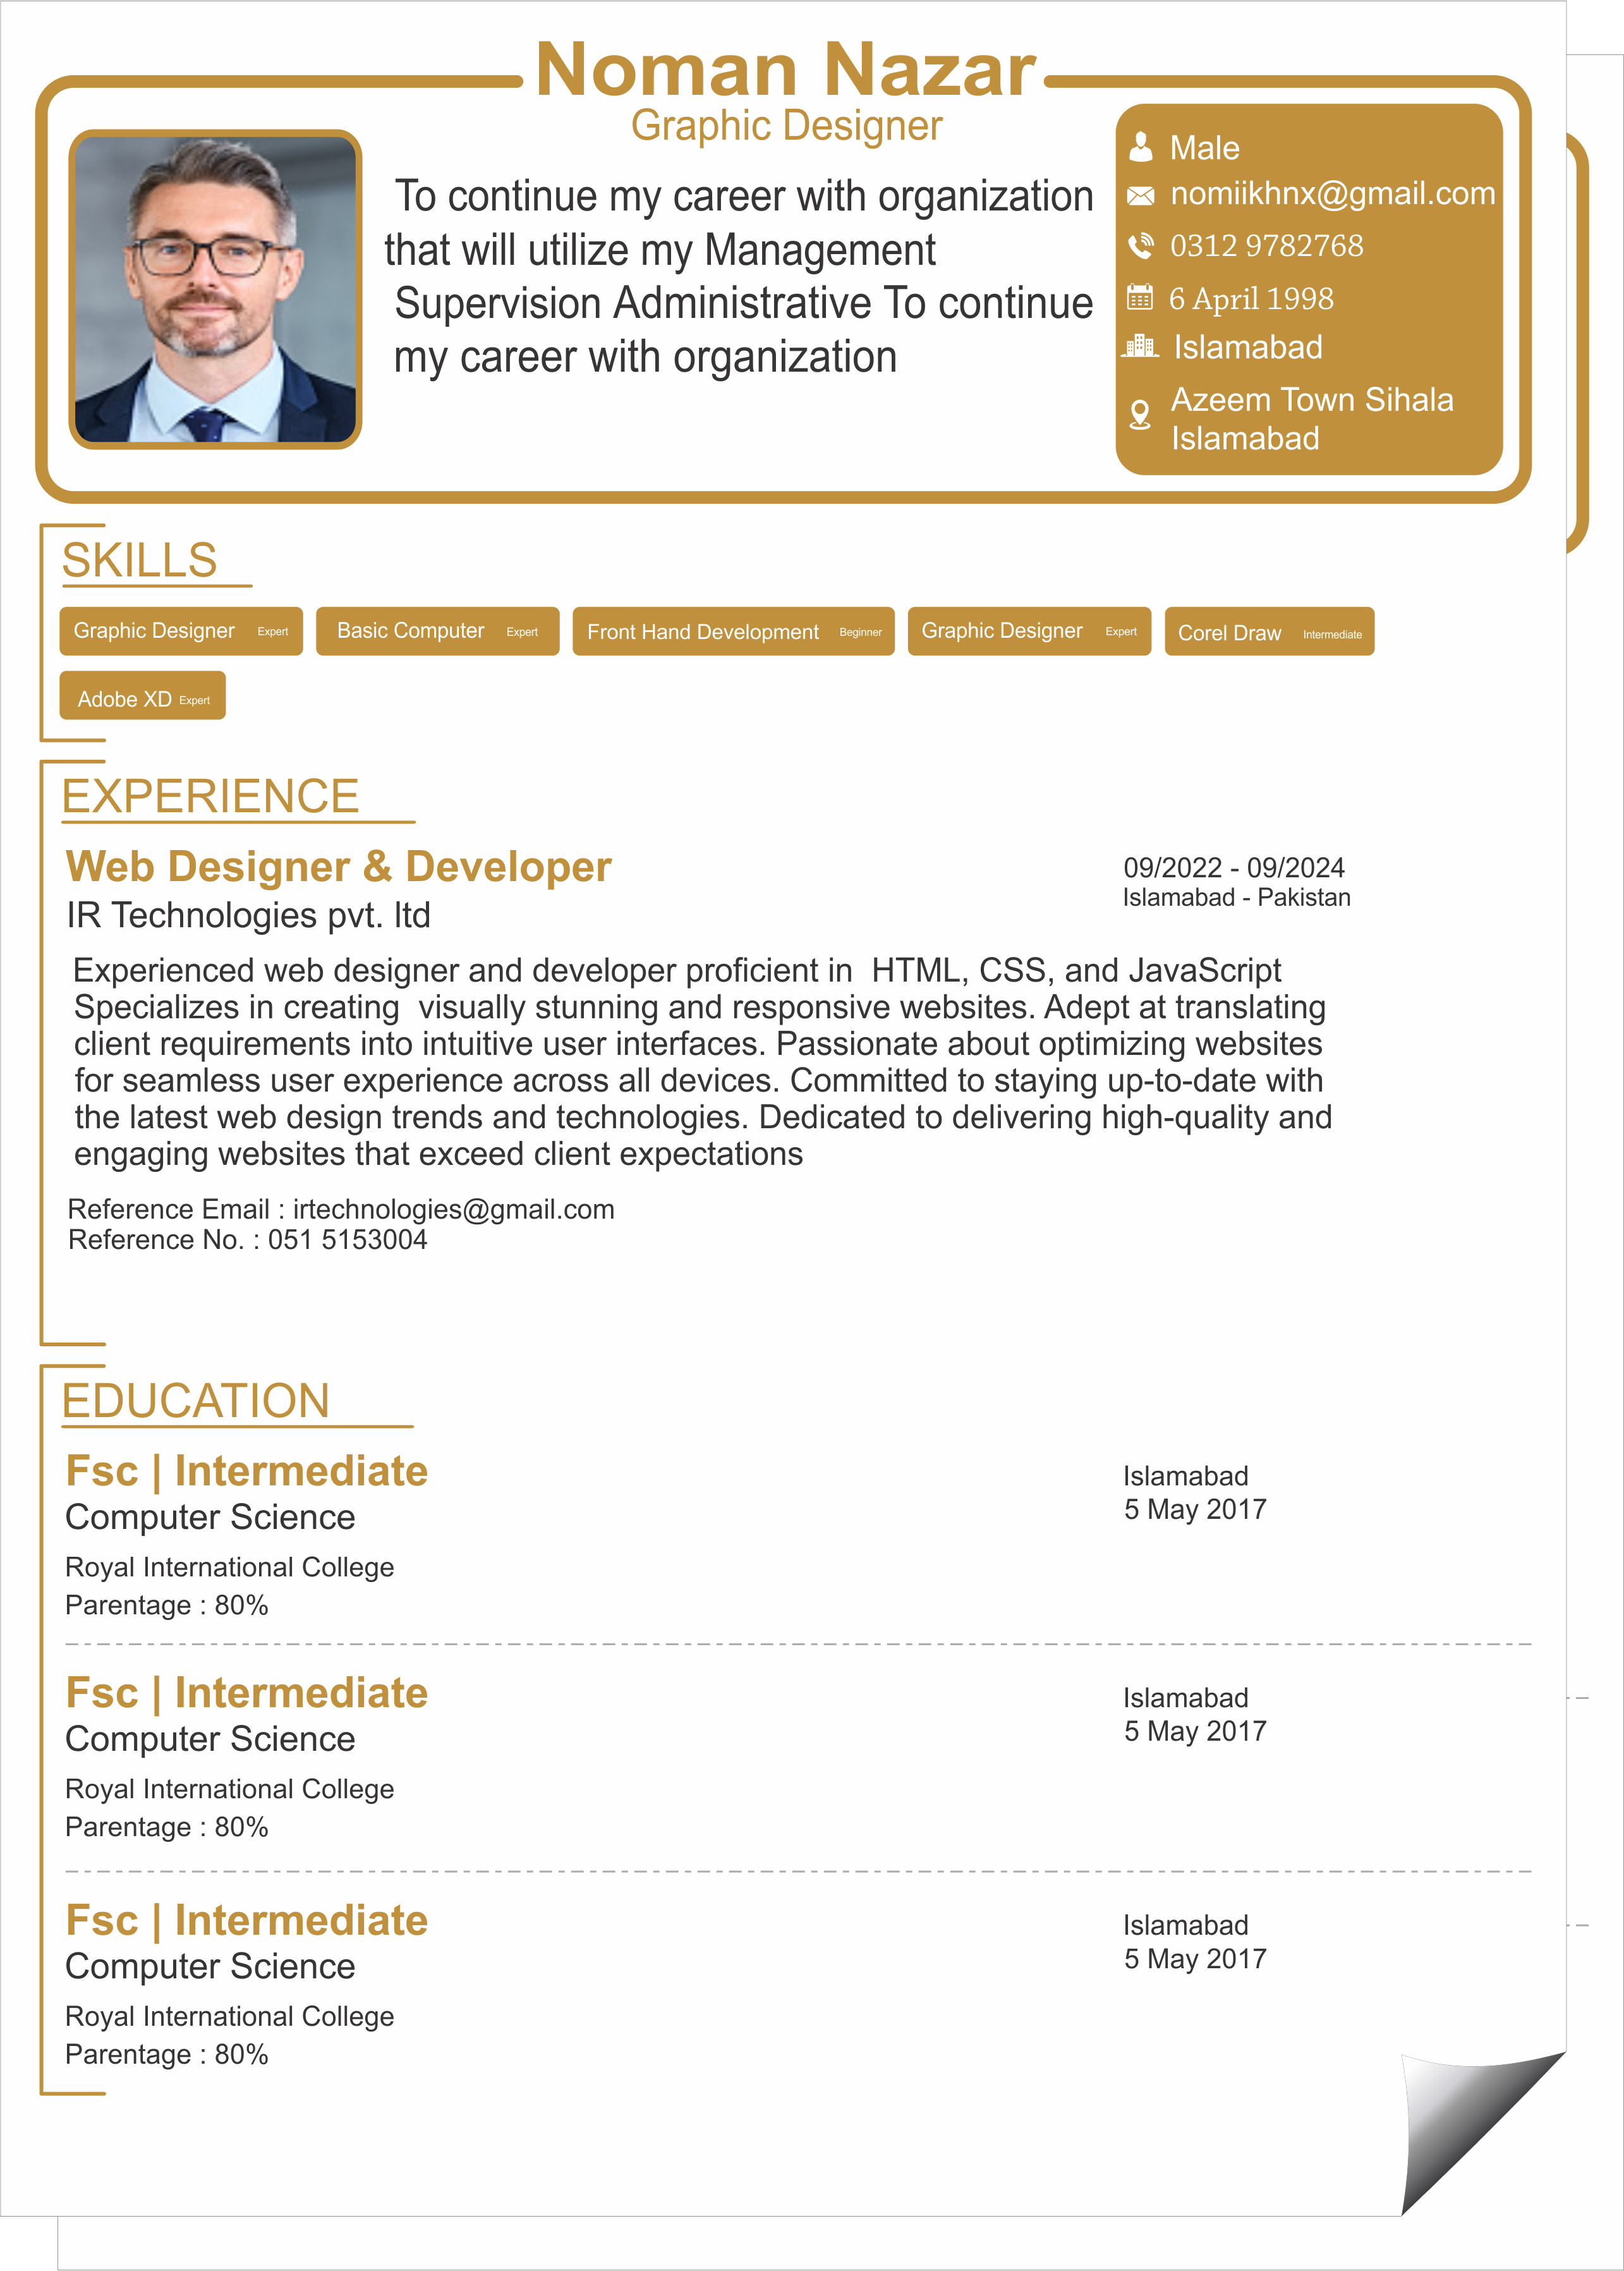 Noman Nazar
Graphic Designer
To continue my career with organization
that will utilize my Management
Supervision Administrative To continue
my career with organization
Male
nomiikhnx@gmail.com
0312 9782768
6 April 1998
Islamabad
Azeem Town Sihala
Islamabad
SKILLS
Graphic Designer Expert
Basic Computer Expert
Front Hand Development Beginner
Graphic Designer Expert
Corel Draw Intermediate
Adobe XD Expert
EXPERIENCE
Web Designer & Developer
IR Technologies pvt. ltd
09/2022 - 09/2024
Islamabad - Pakistan
Experienced web designer and developer proficient in HTML, CSS, and JavaScript
Specializes in creating visually stunning and responsive websites. Adept at translating
client requirements into intuitive user interfaces. Passionate about optimizing websites
for seamless user experience across all devices. Committed to staying up-to-date with
the latest web design trends and technologies. Dedicated to delivering high-quality and
engaging websites that exceed client expectations
Reference Email : irtechnologies@gmail.com
Reference No. : 051 5153004
EDUCATION
Fsc | Intermediate
Computer Science
Royal International College
Parentage : 80%
Islamabad
5 May 2017
Fsc | Intermediate
Computer Science
Royal International College
Parentage : 80%
Islamabad
5 May 2017
Fsc | Intermediate
Computer Science
Royal International College
Parentage : 80%
Islamabad
5 May 2017